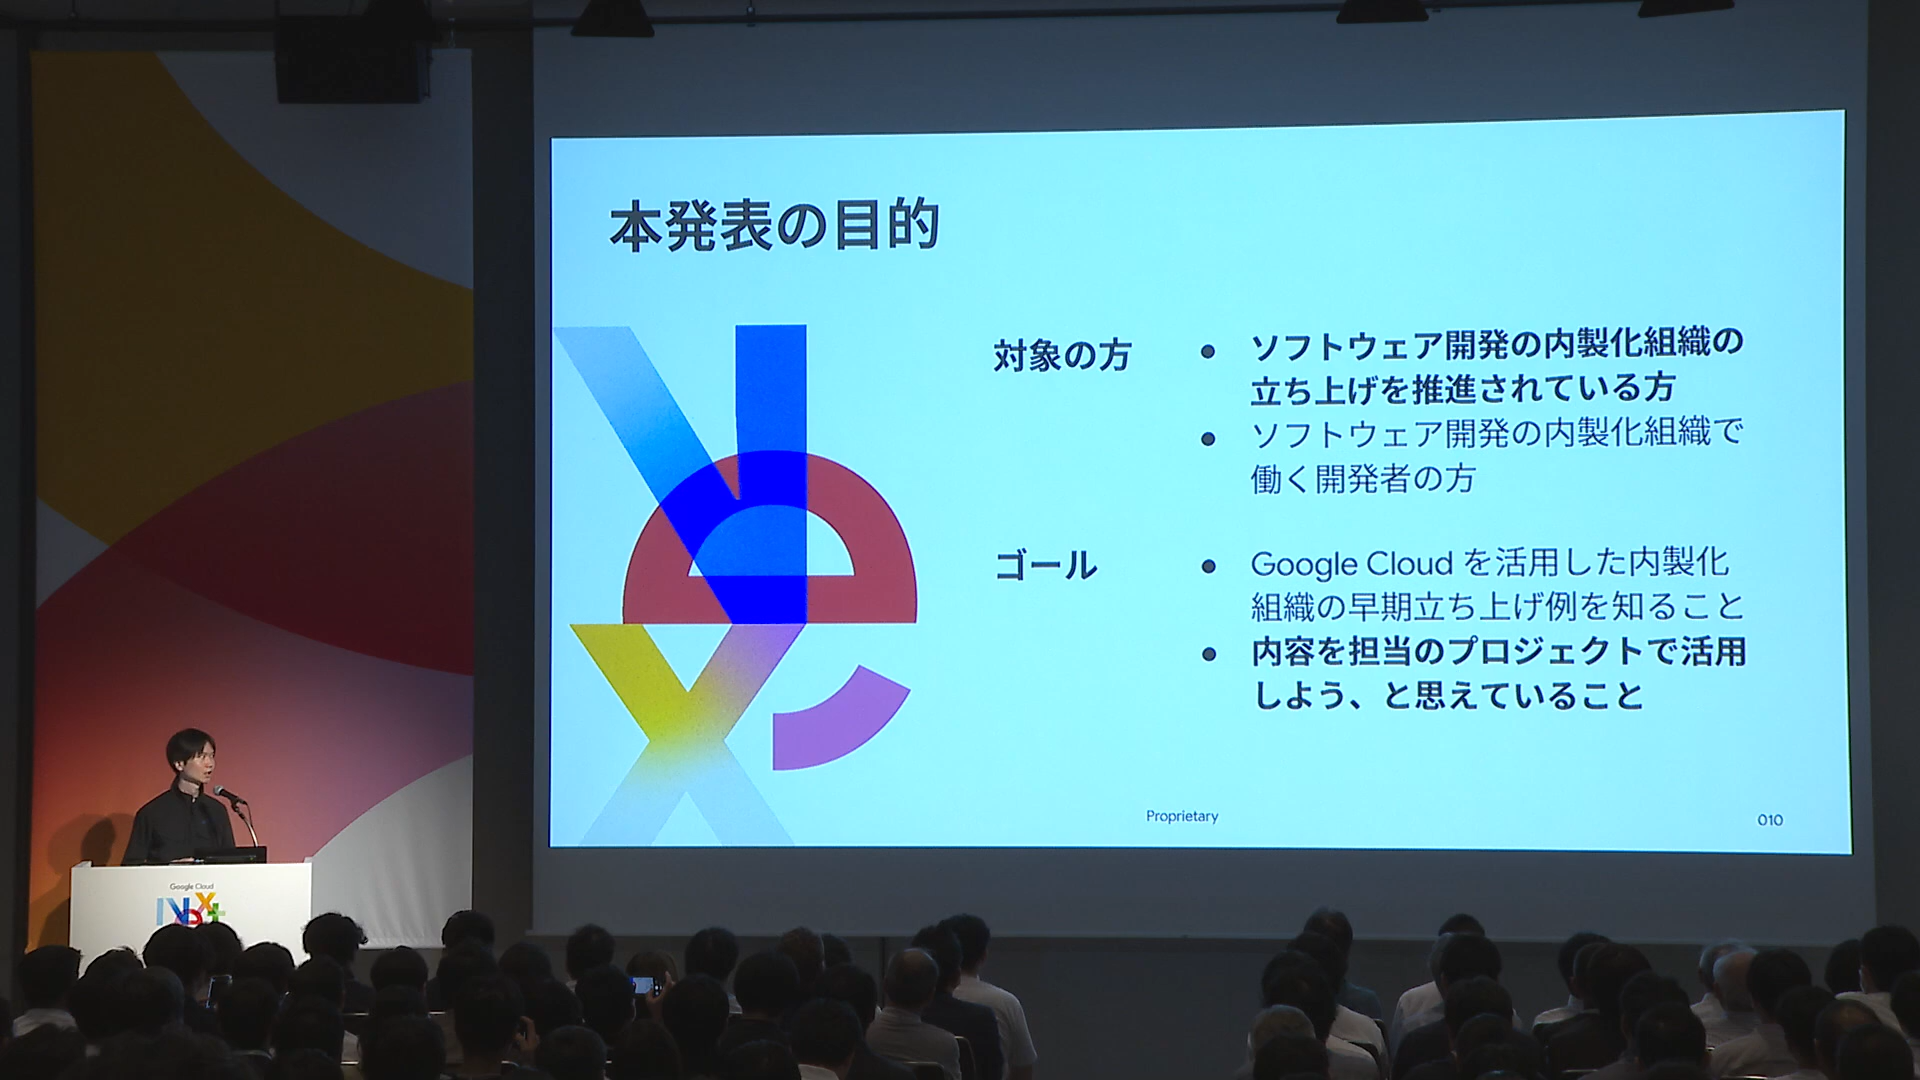 本発表の目的
対象の方
● ソフトウェア開発の内製化組織の
立ち上げを推進されている方
● ソフトウェア開発の内製化組織で
働く開発者の方
ゴール
● Google Cloud を活用した内製化
組織の早期立ち上げ例を知ること
● 内容を担当のプロジェクトで活用
しよう、と思えていること
Proprietary
010
Google Cloud
Next